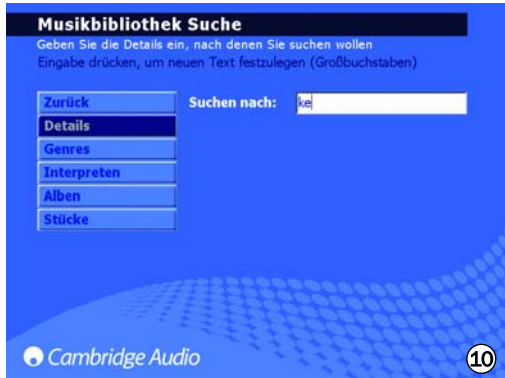 Musikbibliothek Suche
Geben Sie die Details ein, nach denen Sie suchen wollen
Eingabe drücken, um neuen Text festzulegen (Großbuchstaben)
Zurück
Suchen nach: ke
Details
Genres
Interpreten
Alben
Stücke
Cambridge Audio
10